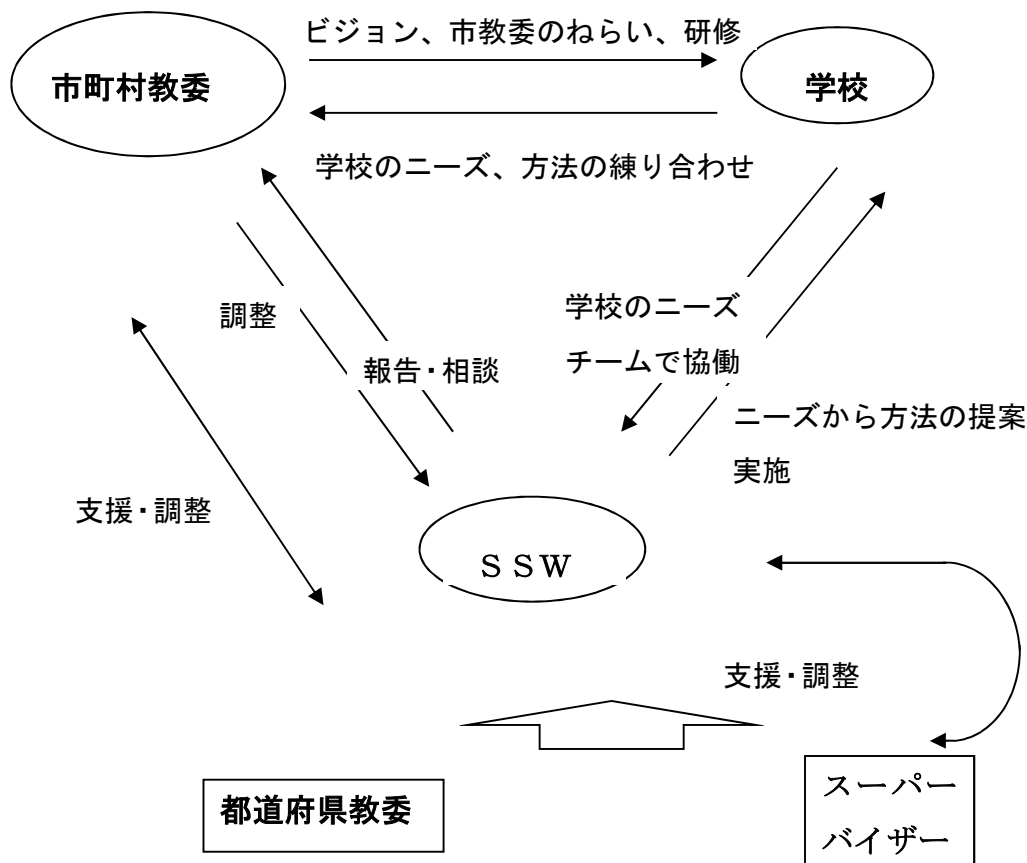 ビジョン、市教委のねらい、研修
市町村教委
学校
学校のニーズ、方法の練り合わせ
調整
報告・相談
学校のニーズ
チームで協働
ニーズから方法の提案
実施
支援・調整
ＳＳＷ
支援・調整
都道府県教委
スーパー
バイザー